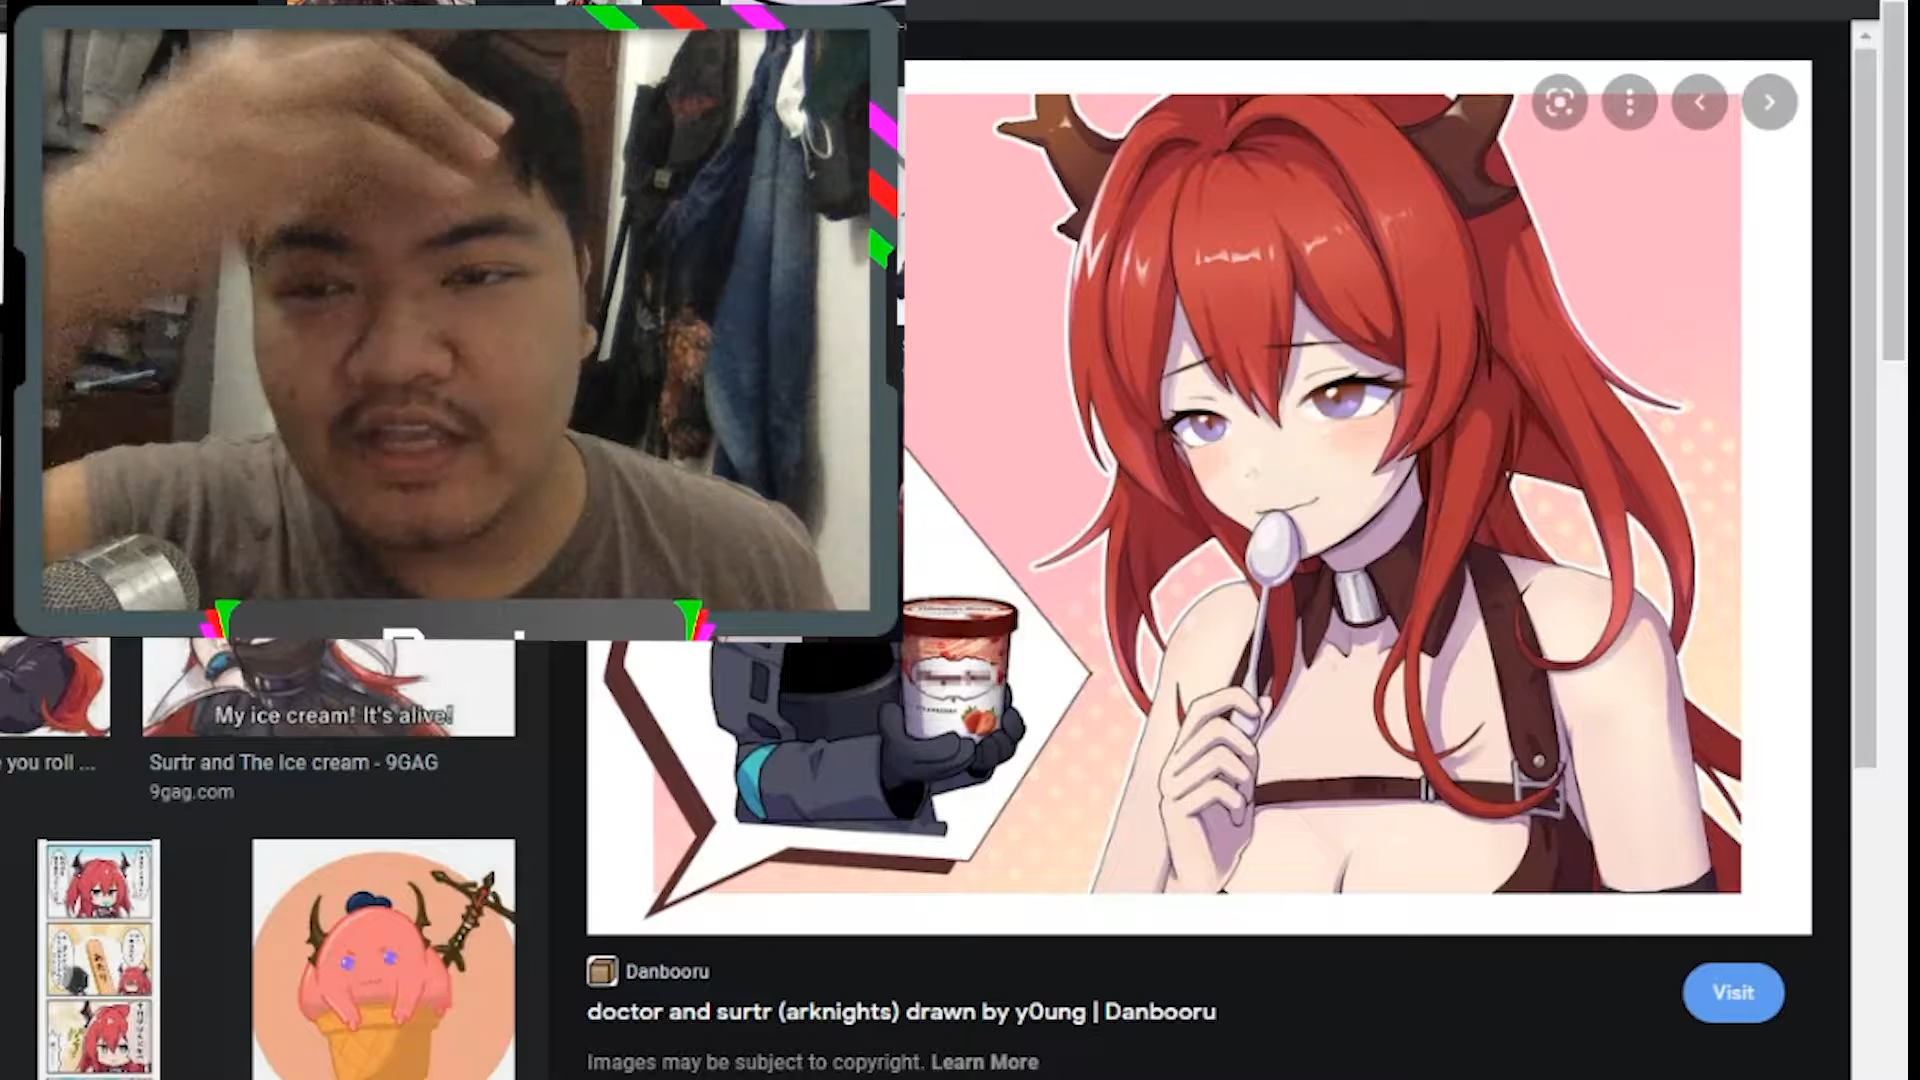 My ice cream! It's alive!
you roll ...
Surtr and The Ice cream - 9GAG
9gag.com
STRAWBERRY
Danbooru
doctor and surtr (arknights) drawn by y0ung | Danbooru
Visit
Images may be subject to copyright. Learn More